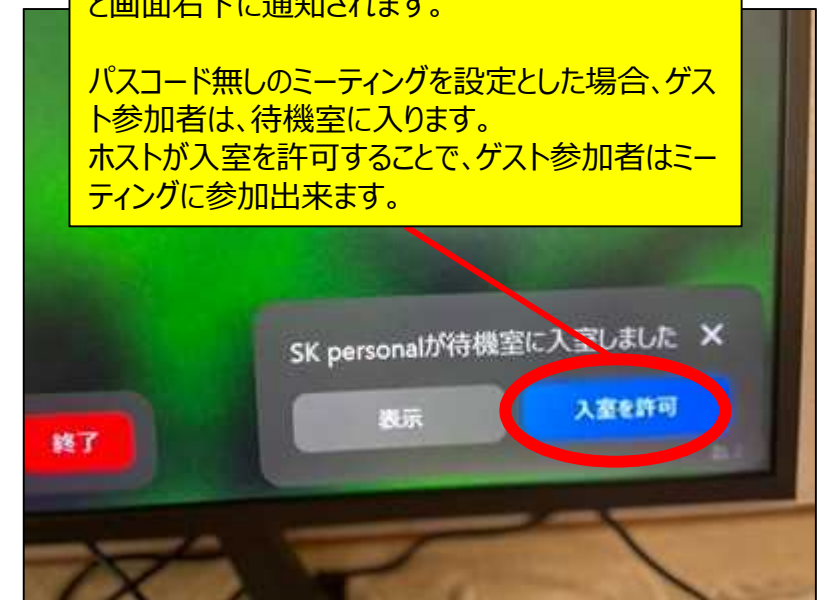 と画面右下に通知されます。
パスコード無しのミーティングを設定とした場合、ゲス
ト参加者は、待機室に入ります。
ホストが入室を許可することで、ゲスト参加者はミー
ティングに参加出来ます。
SK personalが待機室に入室しました ×
表示
入室を許可
終了